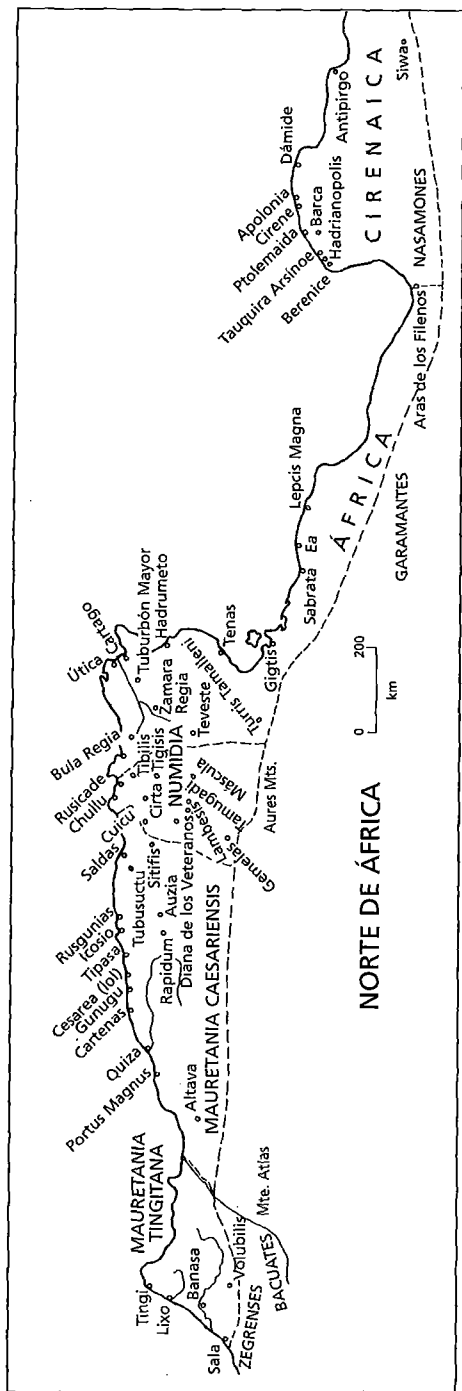 Tingi
Lixo
Banasa
Sala
Volubilis
ZEGRENSES
BACUATES
Mte. Atlas
MAURETANIA
TINGITANA
Portus Magnus
Quiza
Altava
MAURETANIA CAESARIENSIS
Cartenas
Gunugu
Cesarea (Iol)
Tipasa
Icosio
Rusgunias
Rapidum
Auzia
Tubusuctu
Saldas
Sitifis
Diana de los Veteranos
Cuicu
Chullu
Rusicade
Cirta
Tibilis
Tigisis
NUMIDIA
Lambesis
Tamugadi
Mascula
Gemelas
Aures Mts.
Bula Regia
Útica
Cartago
Tuburbón Mayor
Hadrumeto
Zamara
Regia
Teveste
Turris Tamalleni
Tenas
Gigtis
Sabrata
Ea
Lepcis Magna
ÁFRICA
GARAMANTES
Aras de los Filenos
NASAMONES
Berenice
Tauquira Arsínoe
Hadrianopolis
Ptolemaida
Barca
Cirene
Apolonia
Dámide
Antipirgo
CIRENAICA
Siwa
0 200
km
NORTE DE ÁFRICA